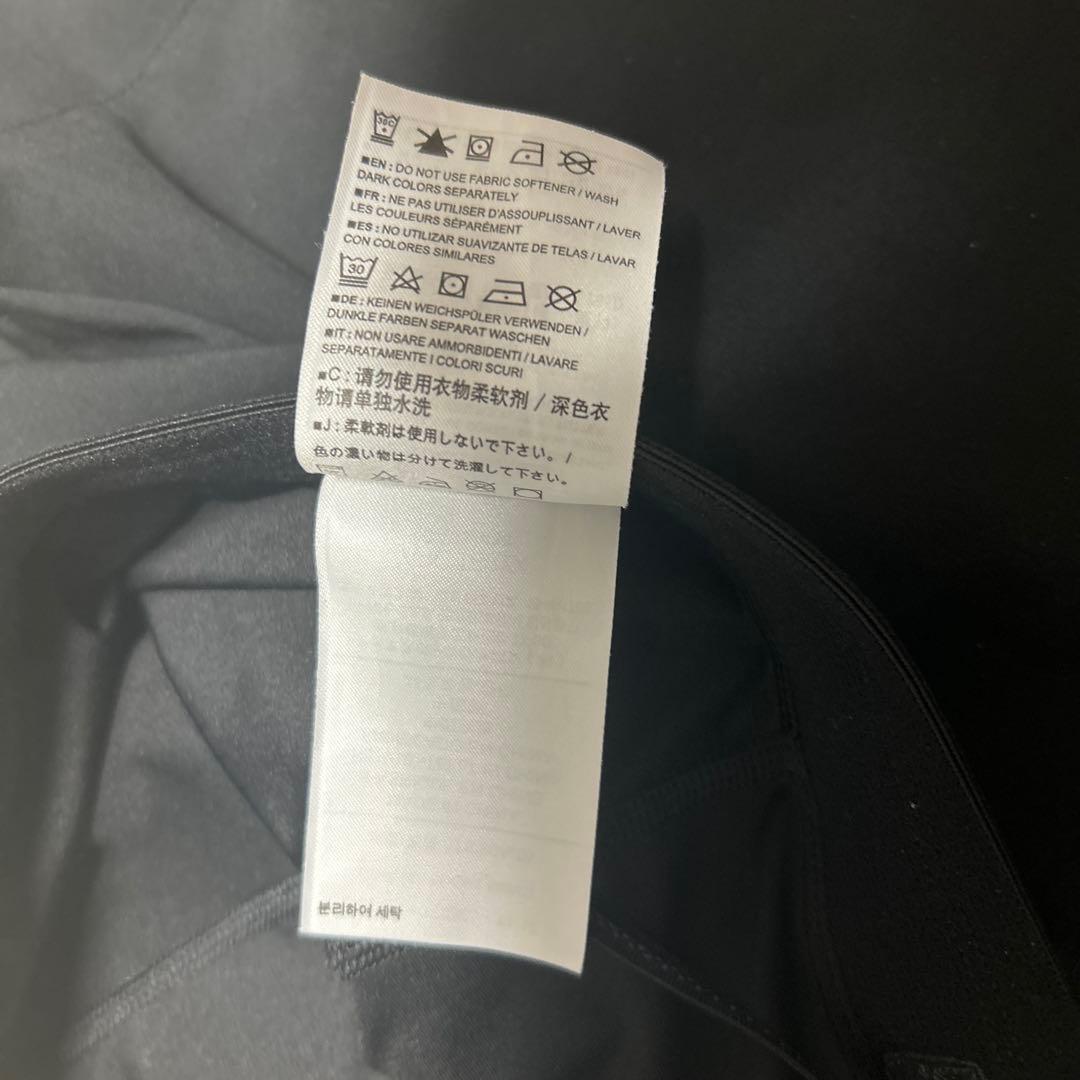 30C
■EN : DO NOT USE FABRIC SOFTENER / WASH
DARK COLORS SEPARATELY
■FR : NE PAS UTILISER D'ASSOUPLISSANT / LAVER
LES COULEURS SÉPARÉMENT
■ES : NO UTILIZAR SUAVIZANTE DE TELAS / LAVAR
CON COLORES SIMILARES
30
■DE : KEINEN WEICHSPÜLER VERWENDEN /
DUNKLE FARBEN SEPARAT WASCHEN
■IT : NON USARE AMMORBIDENTI / LAVARE
SEPARATAMENTE I COLORI SCURI
■C : 请勿使用衣物柔软剂 / 深色衣
物请单独水洗
■J : 柔軟剤は使用しないで下さい。 /
色の濃い物は分けて洗濯して下さい。
분리하여 세탁